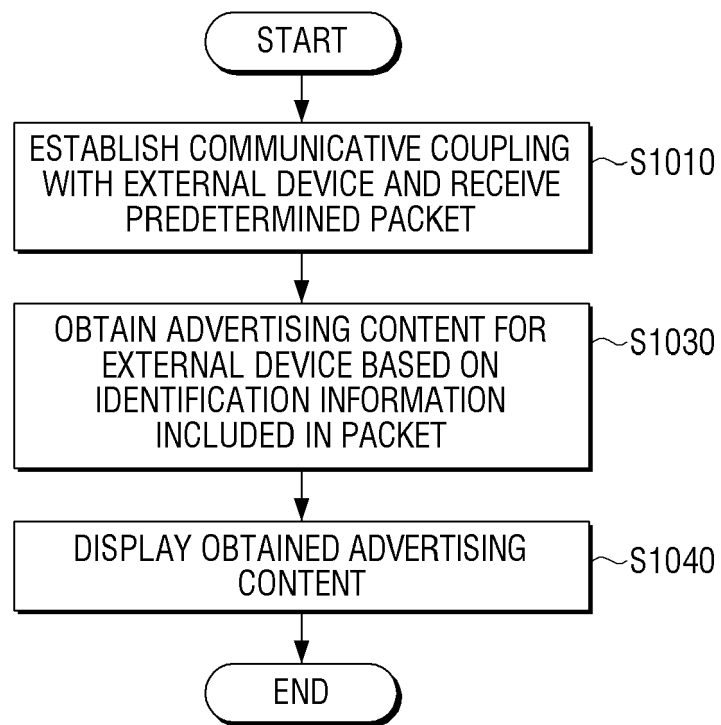 START
ESTABLISH COMMUNICATIVE COUPLING
WITH EXTERNAL DEVICE AND RECEIVE
PREDETERMINED PACKET
S1010
OBTAIN ADVERTISING CONTENT FOR
EXTERNAL DEVICE BASED ON
IDENTIFICATION INFORMATION
INCLUDED IN PACKET
S1030
DISPLAY OBTAINED ADVERTISING
CONTENT
S1040
END